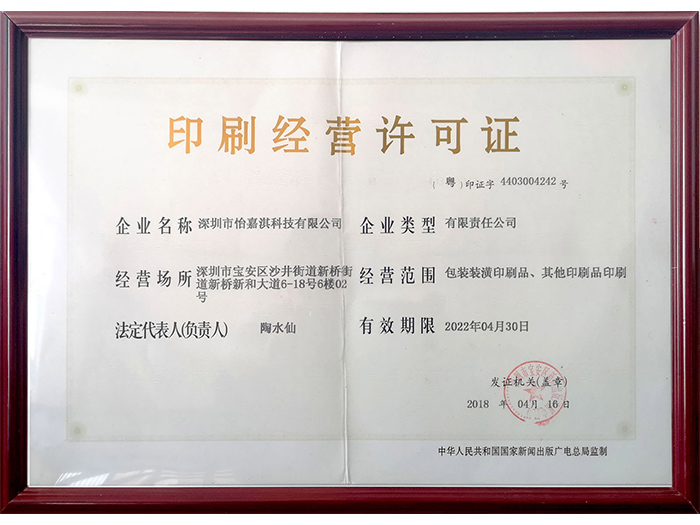 印刷经营许可证
(粤)印证字 4403004242 号
企业名称 深圳市怡嘉淇科技有限公司
企业类型 有限责任公司
经营场所 深圳市宝安区沙井街道新桥街
道新桥新和大道6-18号6楼02
号
经营范围 包装装潢印刷品、其他印刷品印刷
法定代表人(负责人) 陶水仙
有效期限 2022年04月30日
发证机关(盖章)
2018 年 04月 16日
中华人民共和国国家新闻出版广电总局监制